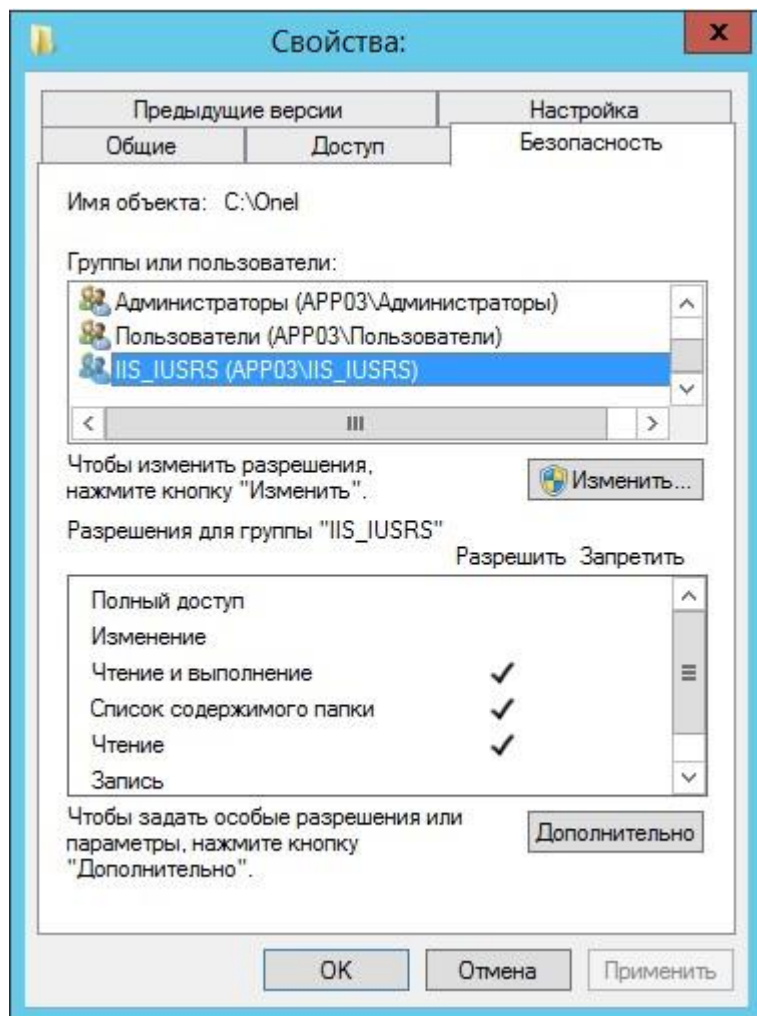 Свойства:
x
Предыдущие версии
Настройка
Общие
Доступ
Безопасность
Имя объекта: C:\Onel
Группы или пользователи:
Администраторы (APP03\Администраторы)
Пользователи (APP03\Пользователи)
IIS_IUSRS (APP03\IIS_IUSRS)
Чтобы изменить разрешения,
нажмите кнопку "Изменить".
Изменить...
Разрешения для группы "IIS_IUSRS"
Разрешить Запретить
Полный доступ
Изменение
Чтение и выполнение
Список содержимого папки
Чтение
Запись
Чтобы задать особые разрешения или
параметры, нажмите кнопку
"Дополнительно".
Дополнительно
OK
Отмена
Применить